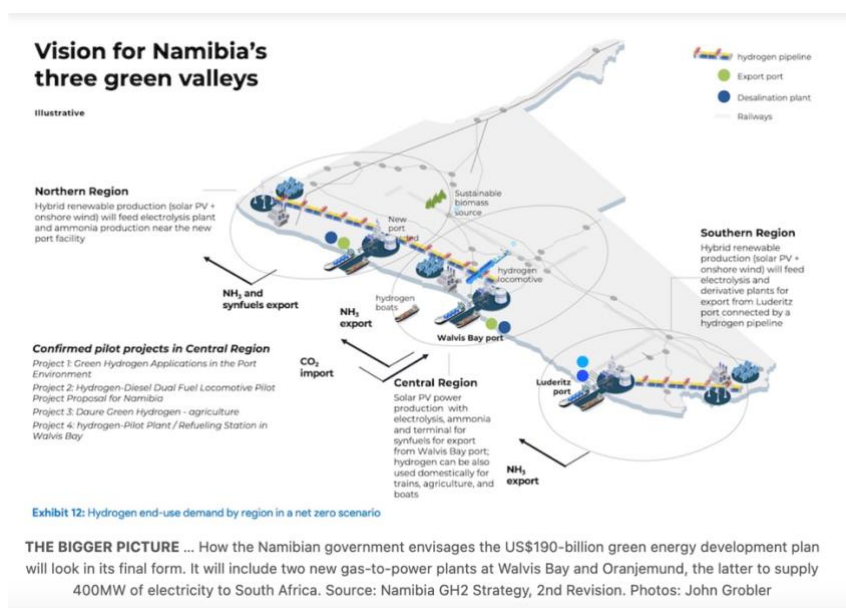 Vision for Namibia's
three green valleys
Illustrative
hydrogen pipeline
Export port
Desalination plant
Railways
Northern Region
Hybrid renewable production (solar PV +
onshore wind) will feed electrolysis plant
and ammonia production near the new
port facility
Sustainable
biomass
source
New
port
Southern Region
Hybrid renewable
production (solar PV +
onshore wind) will feed
electrolysis and
derivative plants for
export from Luderitz
port connected by a
hydrogen pipeline
hydrogen
locomotive
NH₃ and
synfuels export
hydrogen
boats
NH₃
export
Walvis Bay port
Confirmed pilot projects in Central Region
Project 1: Green Hydrogen Applications in the Port
Environment
Project 2: Hydrogen-Diesel Dual Fuel Locomotive Pilot
Project Proposal for Namibia
Project 3: Daure Green Hydrogen - agriculture
Project 4: hydrogen-Pilot Plant / Refueling Station in
Walvis Bay
CO₂
import
Central Region
Solar PV power
production with
electrolysis, ammonia
and terminal for
synfuels for export
from Walvis Bay port;
hydrogen can be also
used domestically for
trains, agriculture, and
boats
Luderitz
port
NH₃
export
Exhibit 12: Hydrogen end-use demand by region in a net zero scenario
THE BIGGER PICTURE ... How the Namibian government envisages the US$190-billion green energy development plan
will look in its final form. It will include two new gas-to-power plants at Walvis Bay and Oranjemund, the latter to supply
400MW of electricity to South Africa. Source: Namibia GH2 Strategy, 2nd Revision. Photos: John Grobler